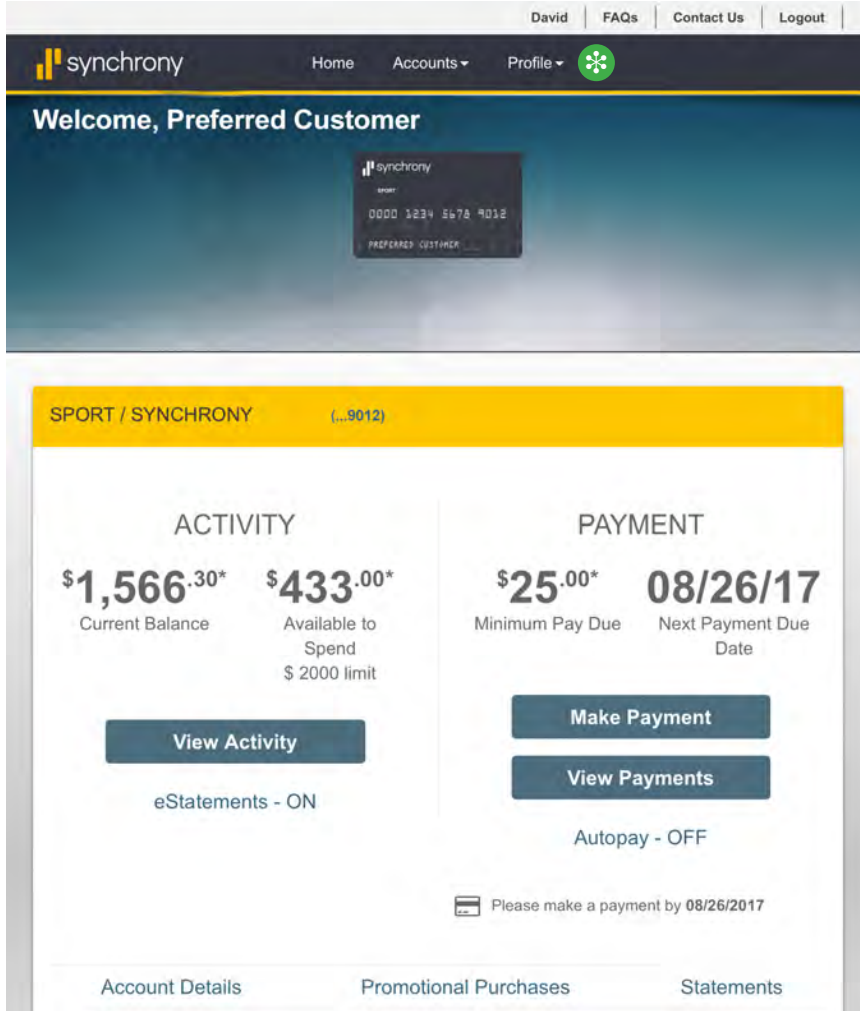 David FAQs Contact Us Logout
synchrony Home Accounts Profile
Welcome, Preferred Customer
synchrony
SPORT
0000 1234 5678 9012
PREFERRED CUSTOMER
SPORT / SYNCHRONY (...9012)
ACTIVITY PAYMENT
$1,566.30* $433.00* $25.00* 08/26/17
Current Balance Available to Minimum Pay Due Next Payment Due
Spend Date
$ 2000 limit
Make Payment
View Activity
View Payments
eStatements - ON
Autopay - OFF
Please make a payment by 08/26/2017
Account Details Promotional Purchases Statements